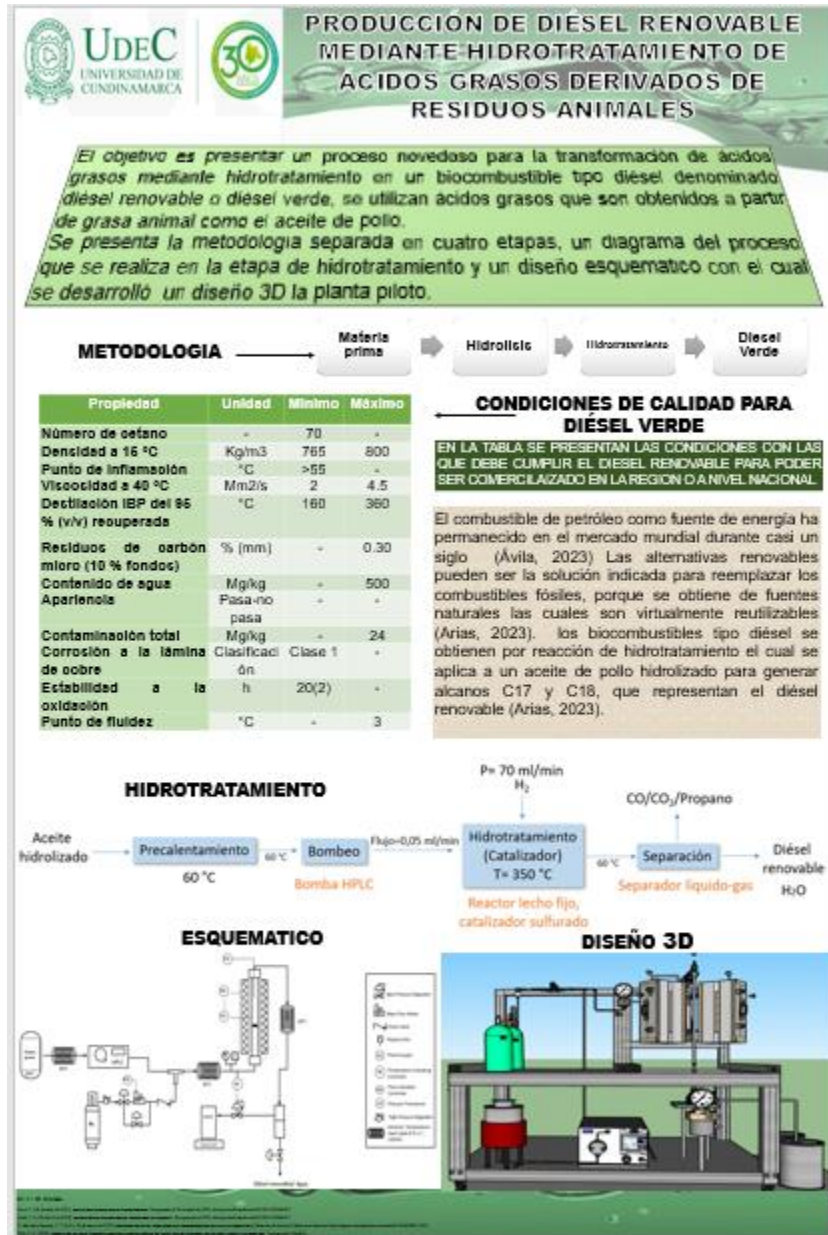 UDEC
UNIVERSIDAD DE
CUNDINAMARCA
30
PRODUCCIÓN DE DIÉSEL RENOVABLE
MEDIANTE HIDROTRATAMIENTO DE
ACIDOS GRASOS DERIVADOS DE
RESIDUOS ANIMALES
El objetivo es presentar un proceso novedoso para la transformación de ácidos
grasos mediante hidrotratamiento en un biocombustible tipo diésel denominado
diésel renovable o diésel verde, se utilizan ácidos grasos que son obtenidos a partir
de grasa animal como el aceite de pollo.
Se presenta la metodología separada en cuatro etapas, un diagrama del proceso
que se realiza en la etapa de hidrotratamiento y un diseño esquematico con el cual
se desarrolló un diseño 3D la planta piloto.
METODOLOGIA
Materia
prima
Hidrolisis
Hidrotratamiento
Diesel
Verde
Propiedad Unidad Minimo Máximo
Número de cetano - 70 -
Densidad a 15 ºC Kg/m3 765 800
Punto de inflamación °C >55 -
Viscosidad a 40 ºC Mm2/s 2 4.5
Destilación IBP del 95 °C 160 360
% (v/v) recuperada
Residuos de carbón % (mm) - 0.30
micro (10 % fondos)
Contenido de agua Mg/kg - 500
Apariencia Pasa-no - -
pasa
Contaminación total Mg/kg - 24
Corrosión a la lámina Clasificaci Clase 1 -
de cobre ón
Estabilidad a la h 20(2) -
oxidación
Punto de fluidez °C - 3
CONDICIONES DE CALIDAD PARA
DIÉSEL VERDE
EN LA TABLA SE PRESENTAN LAS CONDICIONES CON LAS
QUE DEBE CUMPLIR EL DIESEL RENOVABLE PARA PODER
SER COMERCILAIZADO EN LA REGION O A NIVEL NACIONAL
El combustible de petróleo como fuente de energía ha
permanecido en el mercado mundial durante casi un
siglo (Ávila, 2023) Las alternativas renovables
pueden ser la solución indicada para reemplazar los
combustibles fósiles, porque se obtiene de fuentes
naturales las cuales son virtualmente reutilizables
(Arias, 2023). los biocombustibles tipo diésel se
obtienen por reacción de hidrotratamiento el cual se
aplica a un aceite de pollo hidrolizado para generar
alcanos C17 y C18, que representan el diésel
renovable (Arias, 2023).
HIDROTRATAMIENTO
P= 70 ml/min
H₂
CO/CO₂/Propano
Aceite
hidrolizado
Precalentamiento
60 °C
60 °C
Bombeo
Bomba HPLC
Flujo=0,05 ml/min
Hidrotratamiento
(Catalizador)
T= 350 °C
Reactor lecho fijo,
catalizador sulfurado
60 °C
Separación
Separador liquido-gas
Diésel
renovable
H₂O
ESQUEMATICO
DISEÑO 3D